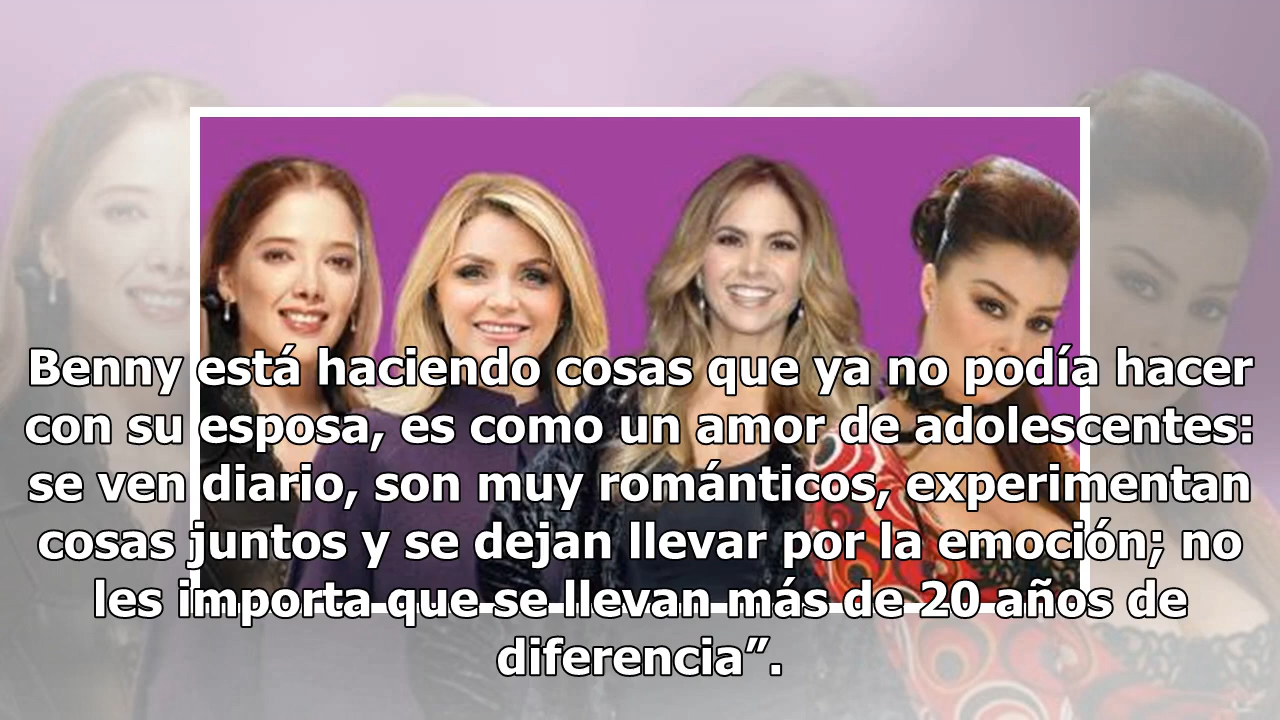 Benny está haciendo cosas que ya no podía hacer
con su esposa, es como un amor de adolescentes:
se ven diario, son muy románticos, experimentan
cosas juntos y se dejan llevar por la emoción; no
les importa que se llevan más de 20 años de
diferencia”.